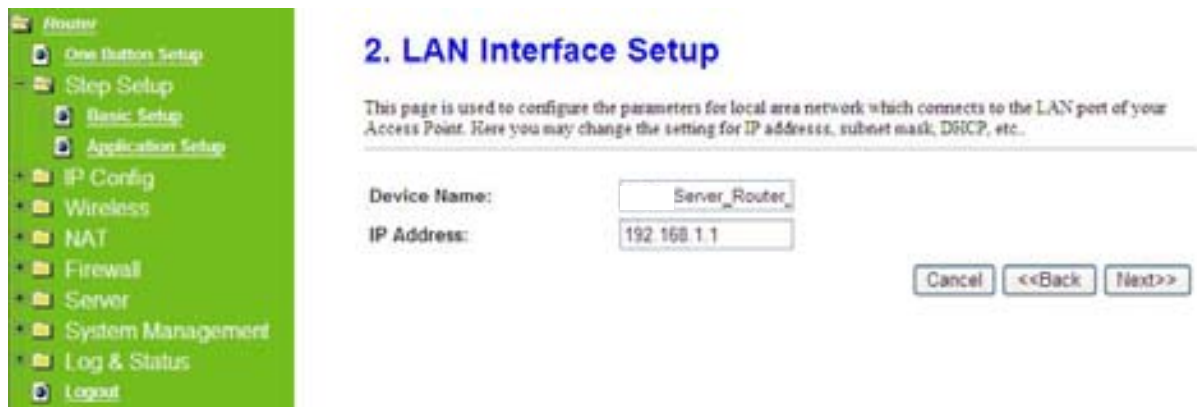 Router
One Button Setup
Step Setup
Basic Setup
Application Setup
IP Config
Wireless
NAT
Firewall
Server
System Management
Log & Status
Logout
2. LAN Interface Setup
This page is used to configure the parameters for local area network which connects to the LAN port of your
Access Point. Here you may change the setting for IP addresss, subnet mask, DHCP, etc..
Device Name: Server_Router_
IP Address: 192.168.1.1
Cancel <<Back Next>>